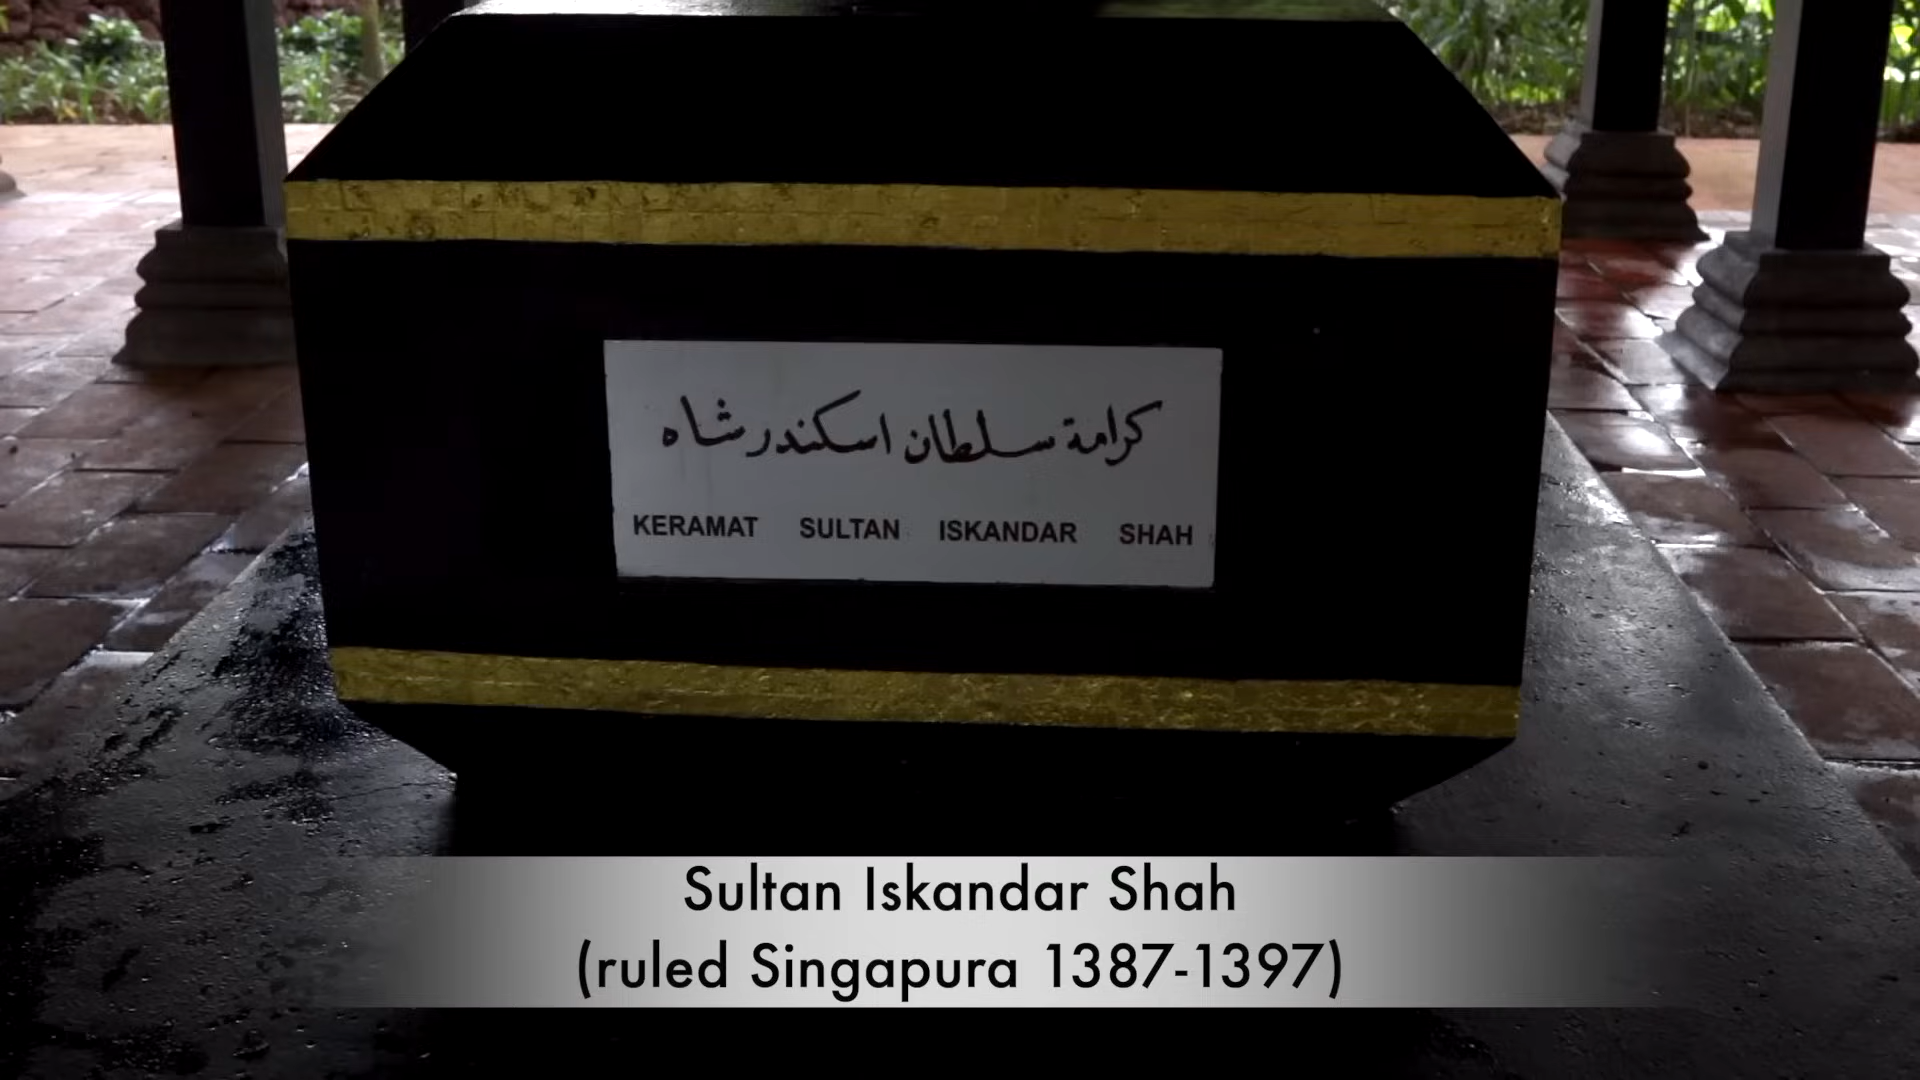 كرامة سلطان اسكندر شاه
KERAMAT SULTAN ISKANDAR SHAH
Sultan Iskandar Shah
(ruled Singapura 1387-1397)